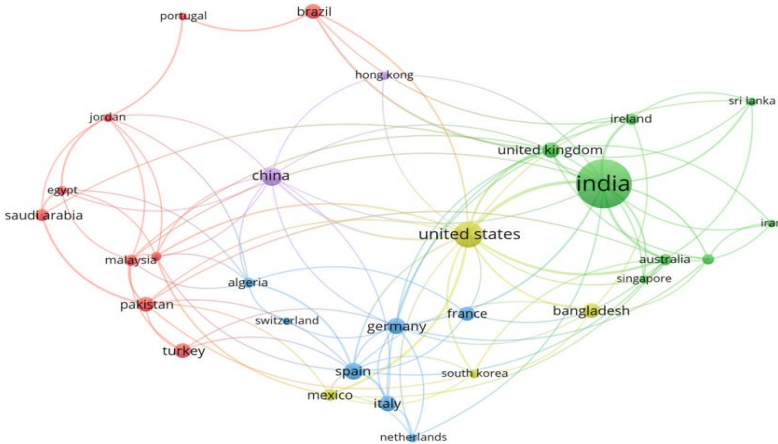 portugal
brazil
hong kong
sri lanka
jordan
ireland
united kingdom
china
india
egypt
saudi arabia
iran
united states
malaysia
australia
algeria
singapore
pakistan
switzerland
germany
france
bangladesh
turkey
spain
south korea
mexico
italy
netherlands